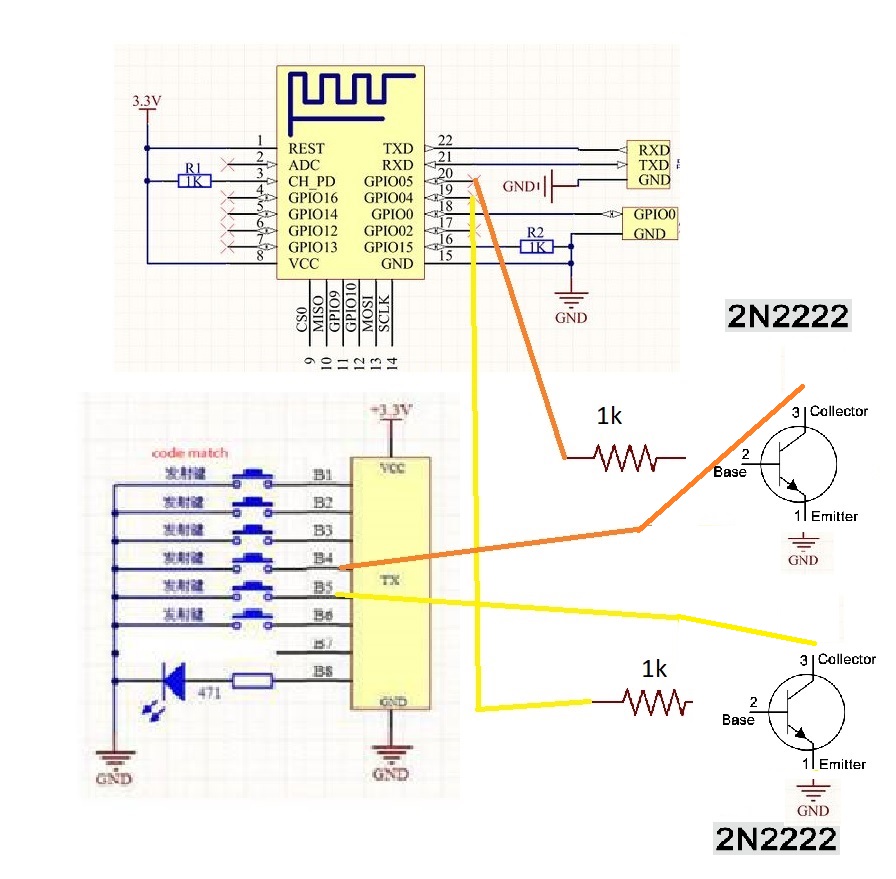 3.3V
1 REST TXD 22 RXD
2 ADC RXD 21 TXD
R1
1K
3 CH_PD GPIO05 20 GND GND
4 GPIO16 GPIO04 19
5 GPIO14 GPIO0 18 GPIO0
6 GPIO12 GPIO02 17 GND
7 GPIO13 GPIO15 16
R2
1K
8 VCC GND 15
CS0 MISO GPIO9 GPIO10 MOSI SCLK
9 10 11 12 13 14
GND
2N2222
+3.3V
1k
3 Collector
2
Base
1 Emitter
GND
code match
发射键 B1 VCC
发射键 B2
发射键 B3
发射键 B4
TX
发射键 B5
发射键 B6
B7
471 B8
GND
GND
GND
1k
3 Collector
2
Base
1 Emitter
GND
2N2222